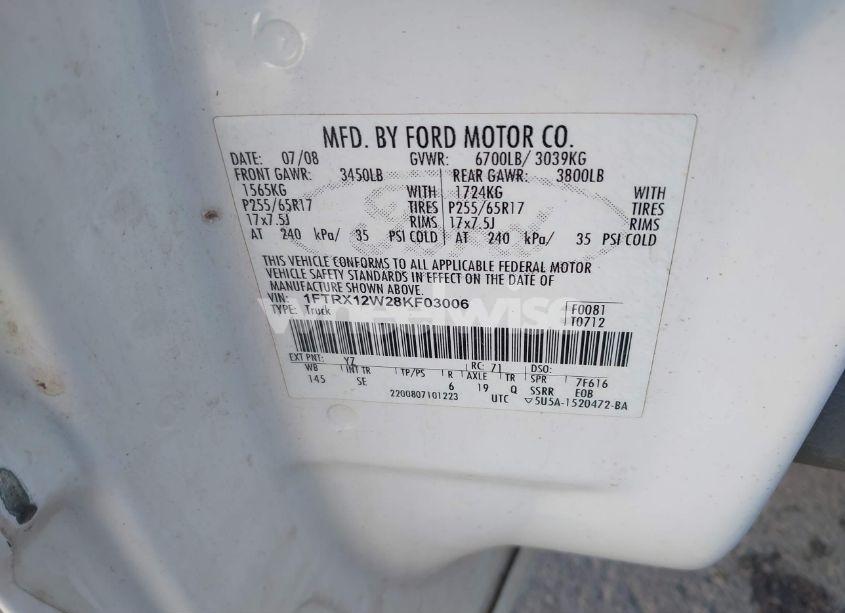 MFD. BY FORD MOTOR CO.
DATE: 07/08 GVWR: 6700LB/ 3039KG
FRONT GAWR: 3450LB REAR GAWR: 3800LB
1565KG WITH 1724KG WITH
P255/65R17 TIRES P255/65R17 TIRES
17x7.5J RIMS 17x7.5J RIMS
AT 240 kPa/ 35 PSI COLD AT 240 kPa/ 35 PSI COLD
THIS VEHICLE CONFORMS TO ALL APPLICABLE FEDERAL MOTOR
VEHICLE SAFETY STANDARDS IN EFFECT ON THE DATE OF
MANUFACTURE SHOWN ABOVE.
VIN: 1FTRX12W28KF03006 F0081
TYPE: Truck T0712
EXT PNT: YZ RC: 71 DSO:
WB INT TR TP/PS R AXLE TR SPR 7F616
145 SE 6 19 Q SSRR E0B
2200807101223 UTC ▽5U5A-1520472-BA